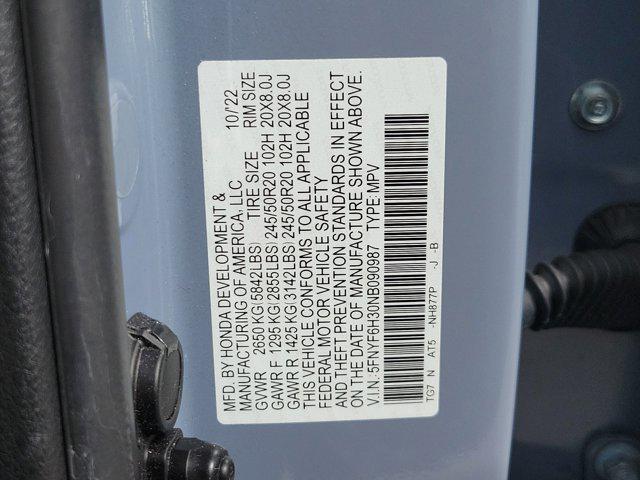 MFD. BY HONDA DEVELOPMENT & 10/'22
MANUFACTURING OF AMERICA, LLC
GVWR 2650 KG(5842LBS) TIRE SIZE RIM SIZE
GAWR F 1295 KG(2855LBS) 245/50R20 102H 20X8.0J
GAWR R 1425 KG(3142LBS) 245/50R20 102H 20X8.0J
THIS VEHICLE CONFORMS TO ALL APPLICABLE
FEDERAL MOTOR VEHICLE SAFETY
AND THEFT PREVENTION STANDARDS IN EFFECT
ON THE DATE OF MANUFACTURE SHOWN ABOVE.
V.I.N.: 5FNYF6H30NB090987 TYPE: MPV
TG7 N AT5 -NH877P -J -B